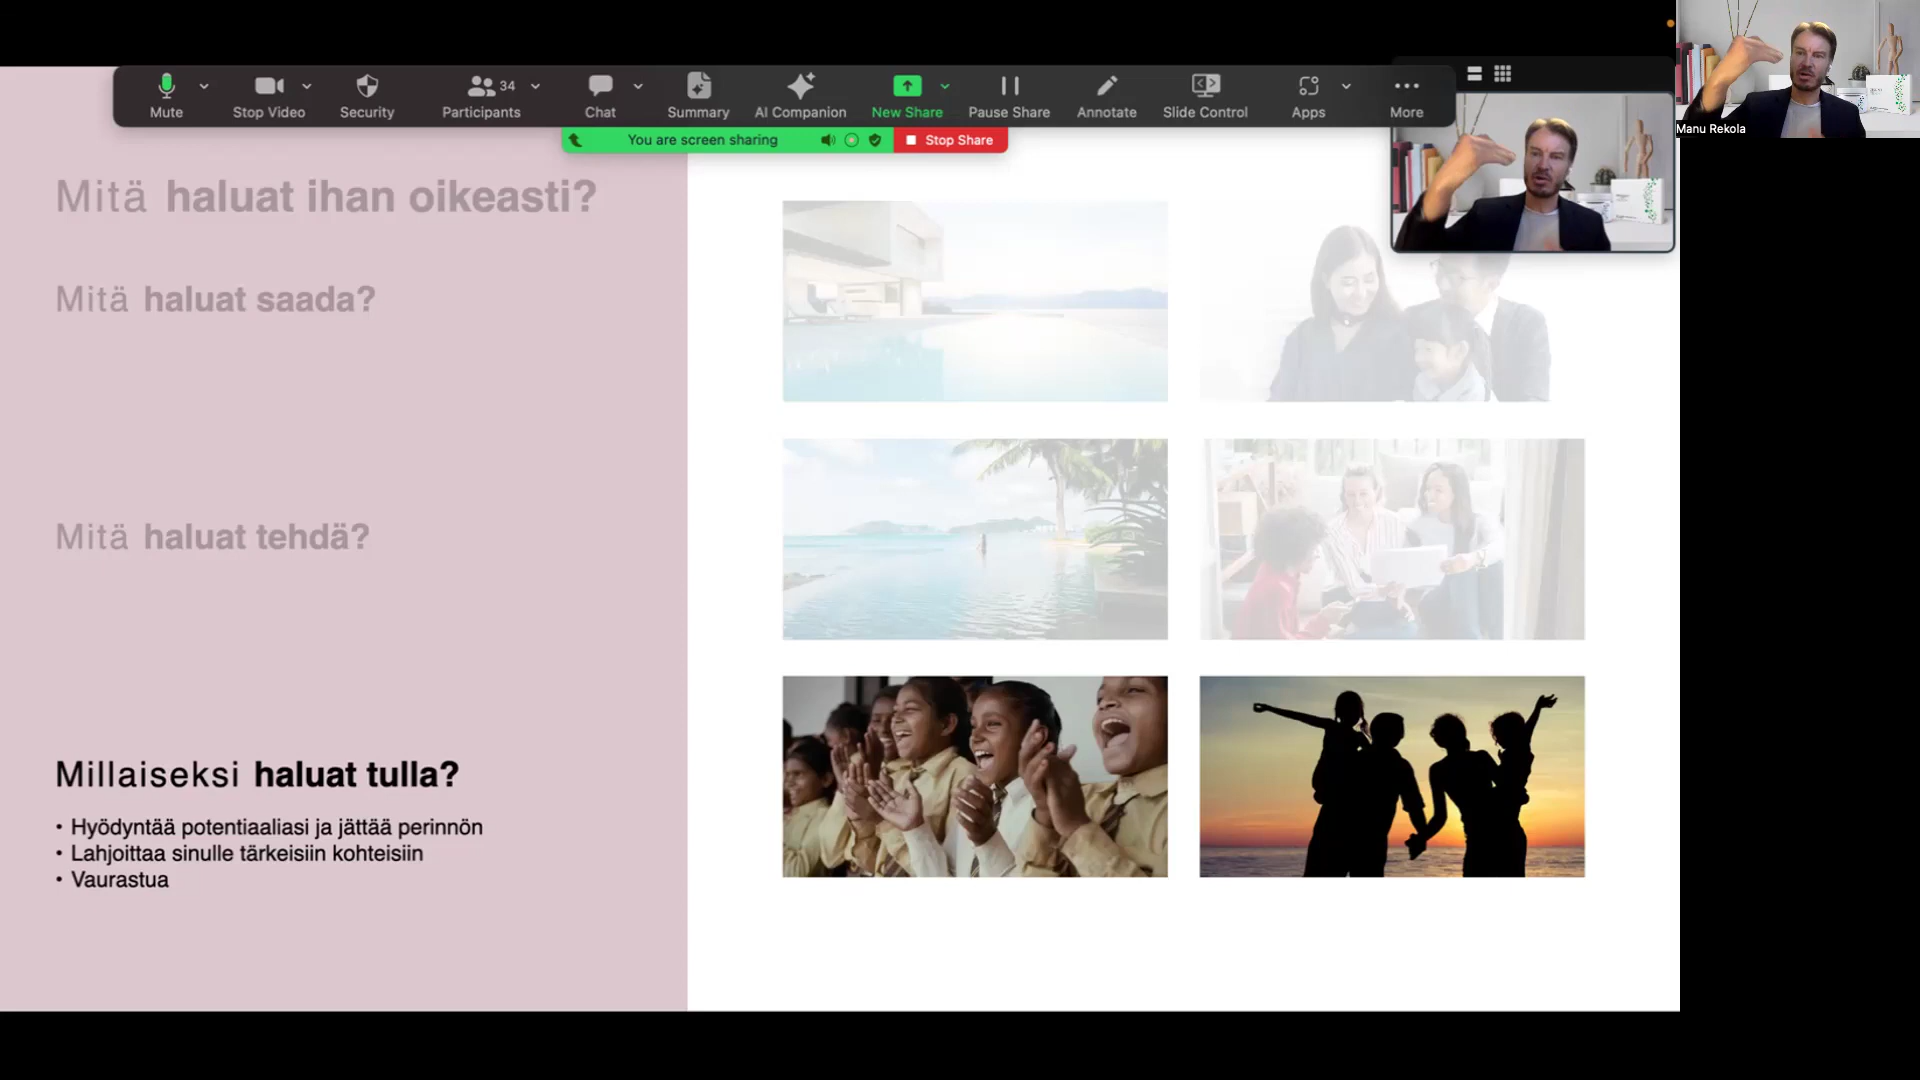 Mute
Stop Video
Security
34
Participants
Chat
Summary
AI Companion
New Share
Pause Share
Annotate
Slide Control
Apps
More
You are screen sharing
Stop Share
Manu Rekola
Mitä haluat ihan oikeasti?
Mitä haluat saada?
Mitä haluat tehdä?
Millaiseksi haluat tulla?
• Hyödyntää potentiaaliasi ja jättää perinnön
• Lahjoittaa sinulle tärkeisiin kohteisiin
• Vaurastua